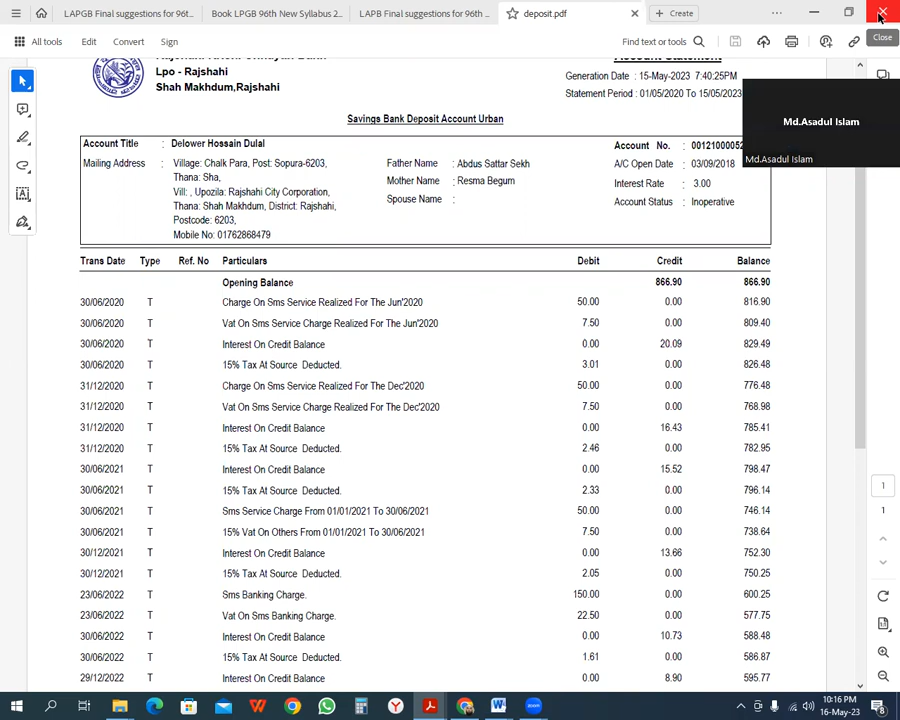 LAPGB Final suggestions for 96t...
Book LPGB 96th New Syllabus 2...
LAPB Final suggestions for 96th ...
deposit.pdf
Create
All tools
Edit
Convert
Sign
Find text or tools
Close
Lpo - Rajshahi
Shah Makhdum,Rajshahi
Account Statement
Generation Date : 15-May-2023 7:40:25PM
Statement Period : 01/05/2020 To 15/05/2023
Md.Asadul Islam
Md.Asadul Islam
Savings Bank Deposit Account Urban
Account Title : Delower Hossain Dulal
Mailing Address : Village: Chalk Para, Post: Sopura-6203,
Thana: Sha,
Vill: , Upozila: Rajshahi City Corporation,
Thana: Shah Makhdum, District: Rajshahi,
Postcode: 6203,
Mobile No: 01762868479
Father Name : Abdus Sattar Sekh
Mother Name : Resma Begum
Spouse Name :
Account No. : 00121000052
A/C Open Date : 03/09/2018
Interest Rate : 3.00
Account Status : Inoperative
Trans Date Type Ref. No Particulars Debit Credit Balance
Opening Balance 866.90 866.90
30/06/2020 T Charge On Sms Service Realized For The Jun'2020 50.00 0.00 816.90
30/06/2020 T Vat On Sms Service Charge Realized For The Jun'2020 7.50 0.00 809.40
30/06/2020 T Interest On Credit Balance 0.00 20.09 829.49
30/06/2020 T 15% Tax At Source Deducted. 3.01 0.00 826.48
31/12/2020 T Charge On Sms Service Realized For The Dec'2020 50.00 0.00 776.48
31/12/2020 T Vat On Sms Service Charge Realized For The Dec'2020 7.50 0.00 768.98
31/12/2020 T Interest On Credit Balance 0.00 16.43 785.41
31/12/2020 T 15% Tax At Source Deducted. 2.46 0.00 782.95
30/06/2021 T Interest On Credit Balance 0.00 15.52 798.47
30/06/2021 T 15% Tax At Source Deducted. 2.33 0.00 796.14
30/06/2021 T Sms Service Charge From 01/01/2021 To 30/06/2021 50.00 0.00 746.14
30/06/2021 T 15% Vat On Others From 01/01/2021 To 30/06/2021 7.50 0.00 738.64
30/12/2021 T Interest On Credit Balance 0.00 13.66 752.30
30/12/2021 T 15% Tax At Source Deducted. 2.05 0.00 750.25
23/06/2022 T Sms Banking Charge. 150.00 0.00 600.25
23/06/2022 T Vat On Sms Banking Charge. 22.50 0.00 577.75
30/06/2022 T Interest On Credit Balance 0.00 10.73 588.48
30/06/2022 T 15% Tax At Source Deducted. 1.61 0.00 586.87
29/12/2022 T Interest On Credit Balance 0.00 8.90 595.77
1
1
10:16 PM
16-May-23
8